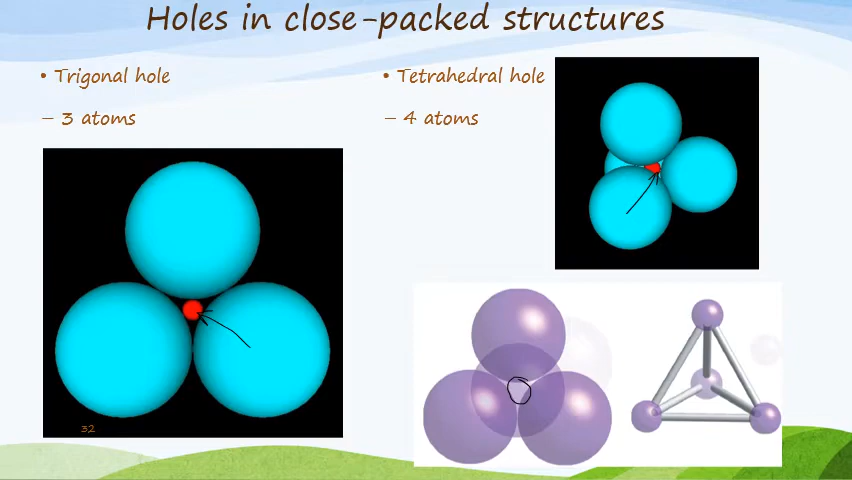 Holes in close-packed structures
• Trigonal hole
– 3 atoms
• Tetrahedral hole
– 4 atoms
32